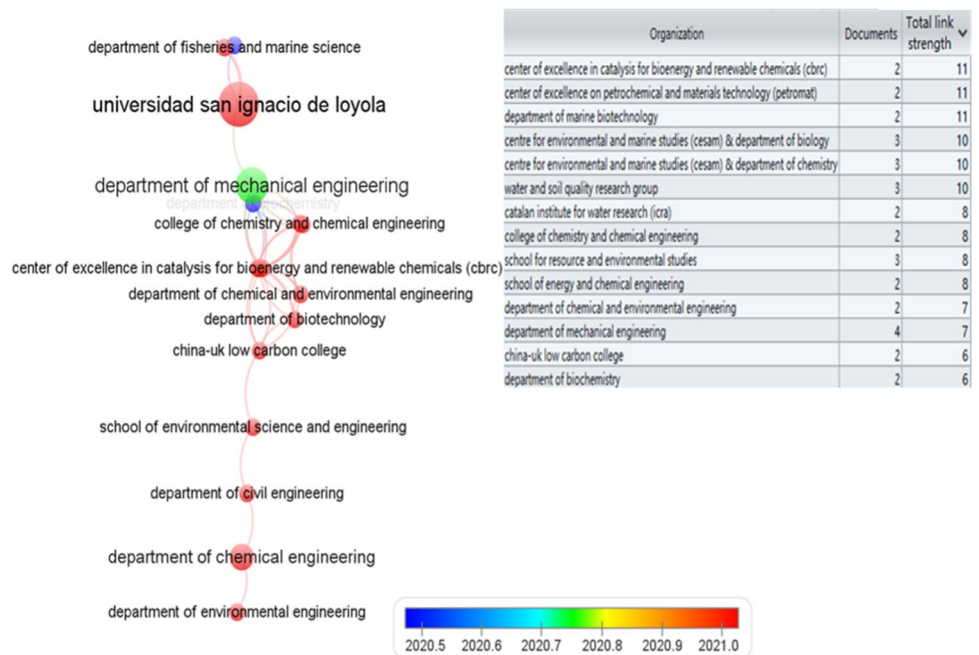 department of fisheries and marine science
universidad san ignacio de loyola
department of mechanical engineering
department of biochemistry
college of chemistry and chemical engineering
center of excellence in catalysis for bioenergy and renewable chemicals (cbrc)
department of chemical and environmental engineering
department of biotechnology
china-uk low carbon college
school of environmental science and engineering
department of civil engineering
department of chemical engineering
department of environmental engineering
Organization Documents Total link strength
center of excellence in catalysis for bioenergy and renewable chemicals (cbrc) 2 11
center of excellence on petrochemical and materials technology (petromat) 2 11
department of marine biotechnology 2 11
centre for environmental and marine studies (cesam) & department of biology 3 10
centre for environmental and marine studies (cesam) & department of chemistry 3 10
water and soil quality research group 3 10
catalan institute for water research (icra) 2 8
college of chemistry and chemical engineering 2 8
school for resource and environmental studies 3 8
school of energy and chemical engineering 2 8
department of chemical and environmental engineering 2 7
department of mechanical engineering 4 7
china-uk low carbon college 2 6
department of biochemistry 2 6
2020.5 2020.6 2020.7 2020.8 2020.9 2021.0